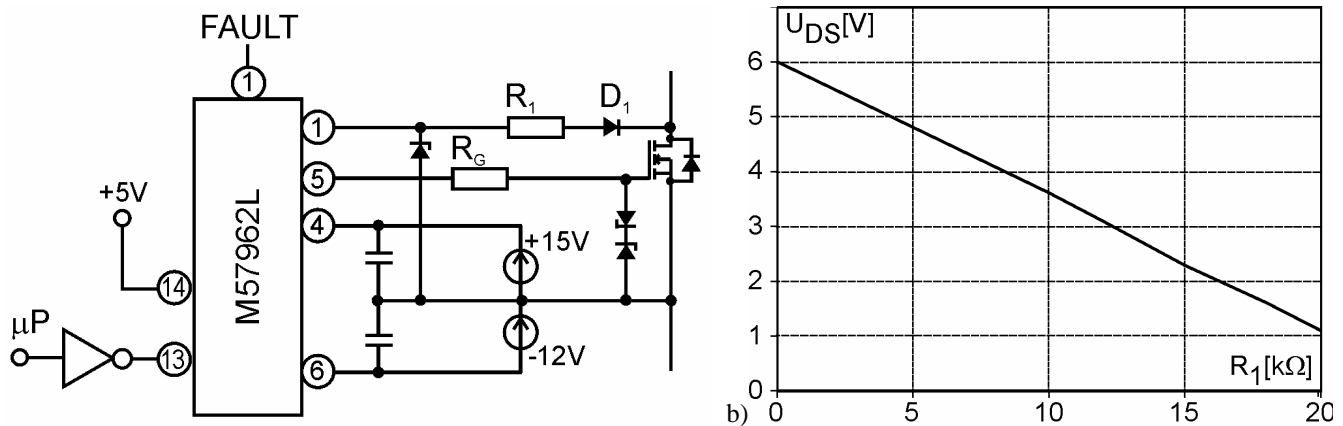 FAULT
1
1
R1
D1
5
RG
+5V
4
+15V
M57962L
14
µP
13
-12V
6
UDS[V]
6
5
4
3
2
1
R1[kΩ]
0
b)
0 5 10 15 20